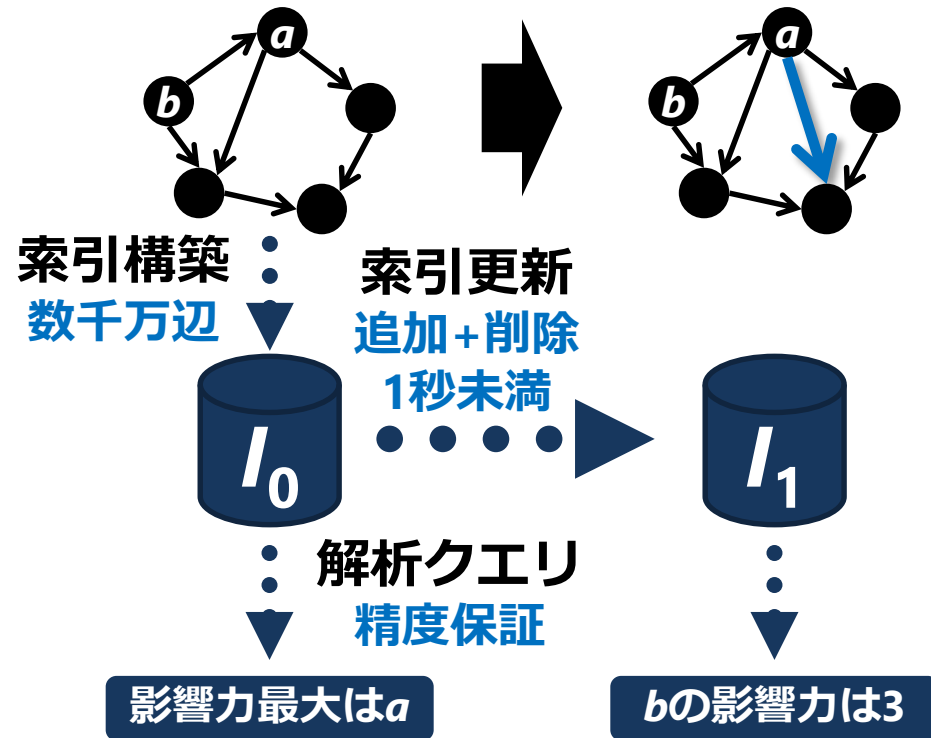 a
a
b
b
索引構築
数千万辺
索引更新
追加+削除
1秒未満
I0
I1
解析クエリ
精度保証
影響力最大はa
bの影響力は3